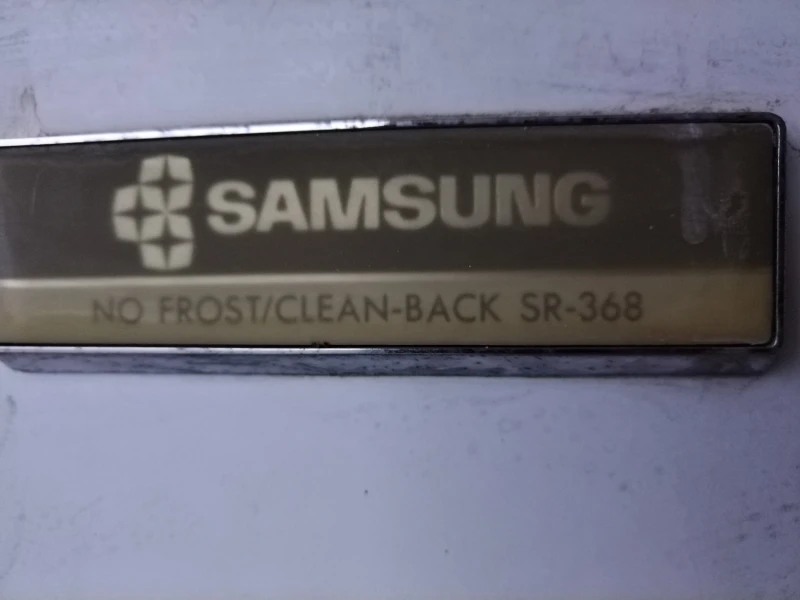 SAMSUNG
NO FROST/CLEAN-BACK SR-368